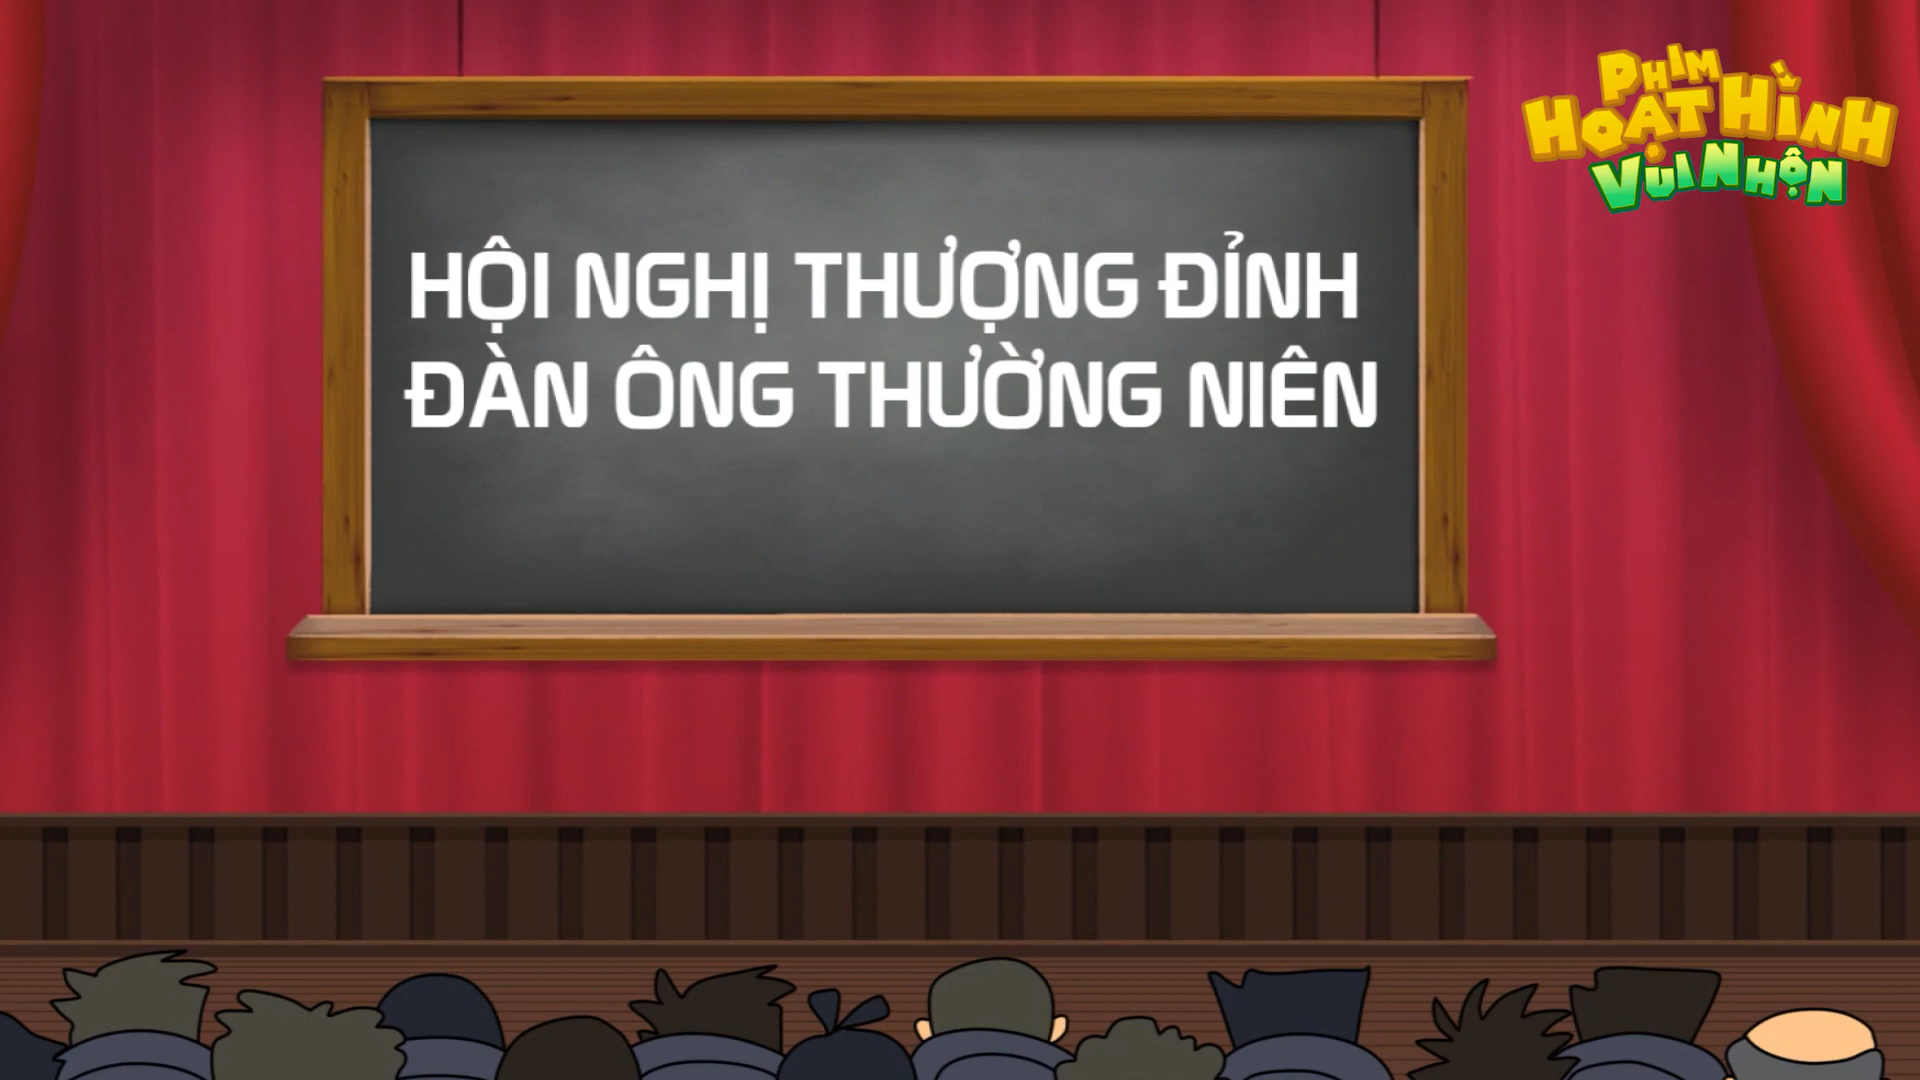 HỘI NGHỊ THƯỢNG ĐỈNH
ĐÀN ÔNG THƯỜNG NIÊN
PHIM
HOẠT HÌNH
VUI NHỘN